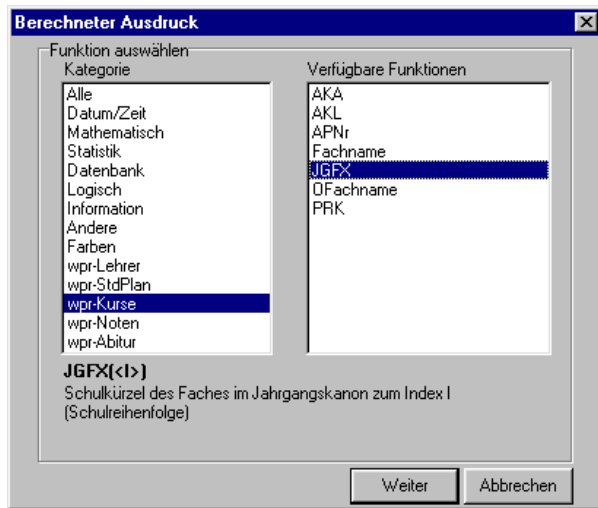 Berechneter Ausdruck
Funktion auswählen
Kategorie
Verfügbare Funktionen
Alle
Datum/Zeit
Mathematisch
Statistik
Datenbank
Logisch
Information
Andere
Farben
wpr-Lehrer
wpr-StdPlan
wpr-Kurse
wpr-Noten
wpr-Abitur
AKA
AKL
APNr
Fachname
JGFX
OFachname
PRK
JGFX(<I>)
Schulkürzel des Faches im Jahrgangskanon zum Index I
(Schulreihenfolge)
Weiter
Abbrechen